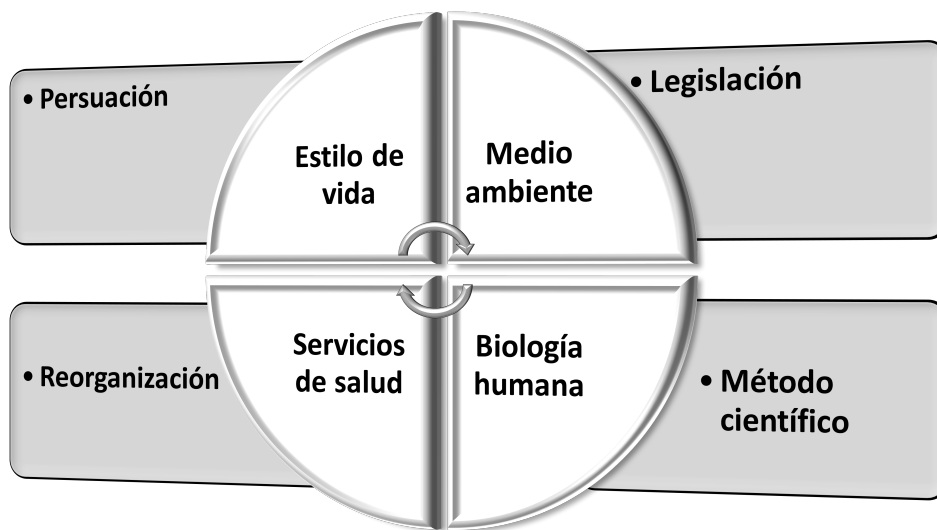 • Persuación
• Legislación
Estilo de
vida
Medio
ambiente
Servicios
de salud
Biología
humana
• Reorganización
• Método
científico